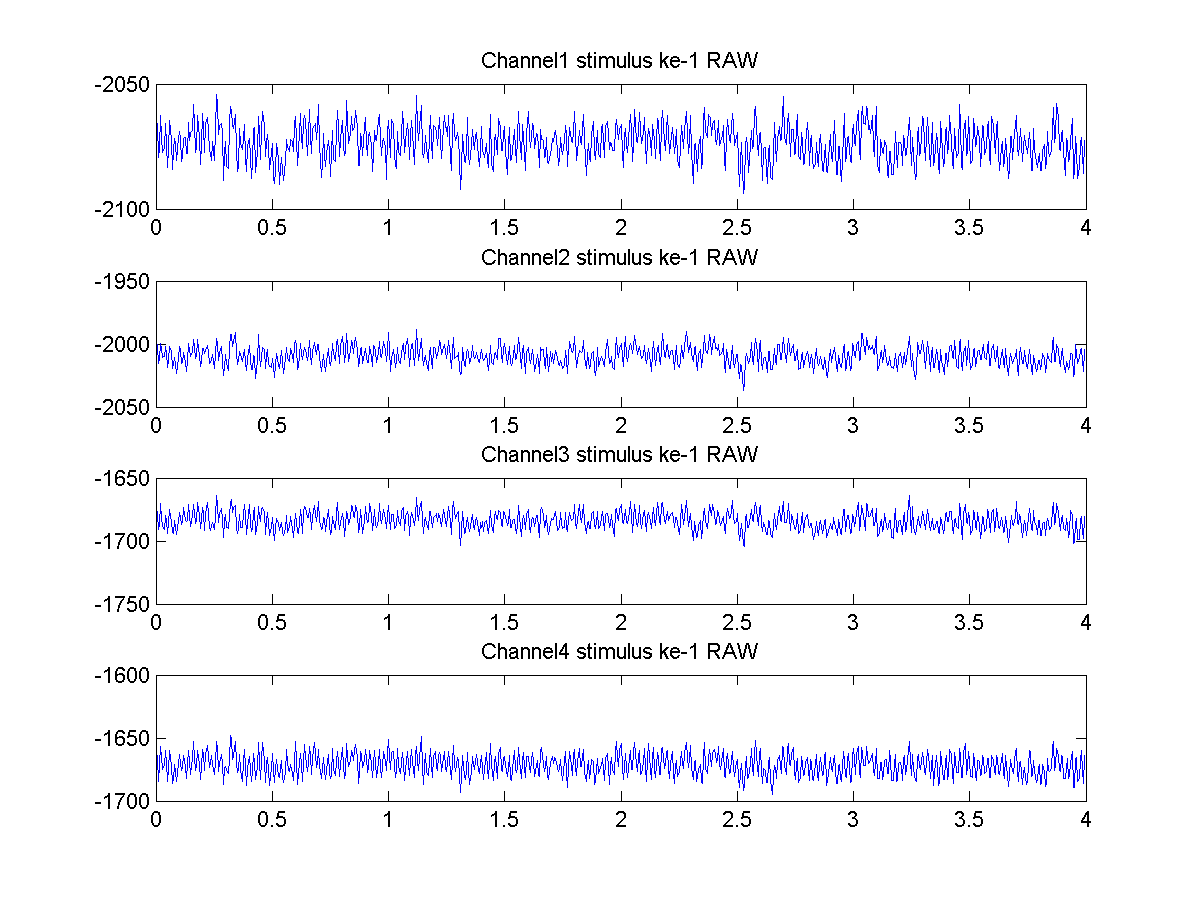 Channel1 stimulus ke-1 RAW
-2050
-2100
0 0.5 1 1.5 2 2.5 3 3.5 4
Channel2 stimulus ke-1 RAW
-1950
-2000
-2050
0 0.5 1 1.5 2 2.5 3 3.5 4
Channel3 stimulus ke-1 RAW
-1650
-1700
-1750
0 0.5 1 1.5 2 2.5 3 3.5 4
Channel4 stimulus ke-1 RAW
-1600
-1650
-1700
0 0.5 1 1.5 2 2.5 3 3.5 4